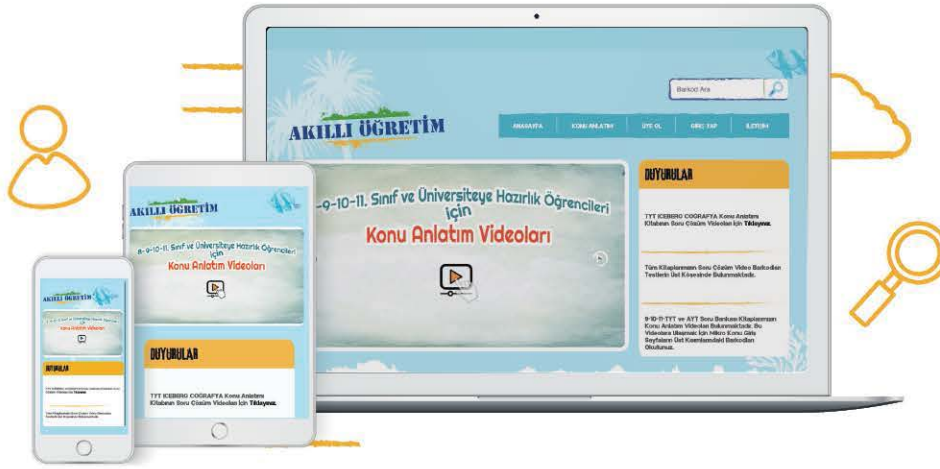 Barkod Ara
AKILLI ÖĞRETİM
ANASAYFA KONU ANLATIM ÜYE OL GİRİŞ YAP İLETİŞİM
-9-10-11. Sınıf ve Üniversiteye Hazırlık Öğrencileri
için
Konu Anlatım Videoları
DUYURULAR
TYT ICEBERG COĞRAFYA Konu Anlatım
Kitabının Soru Çözüm Videoları İçin Tıklayınız.
Tüm Kitaplarımızın Soru Çözüm Video Barkodları
Testlerin Üst Köşesinde Bulunmaktadır.
9-10-11-TYT ve AYT Soru Bankası Kitaplarımızın
Konu Anlatım Videoları Bulunmaktadır. Bu
Videolara Ulaşmak İçin Mikro Konu Giriş
Sayfaların Üst Kısımlarındaki Barkodları
Okutunuz.
AKILLI ÖĞRETİM
8-9-10-11. Sınıf ve Üniversiteye Hazırlık Öğrencileri
için
Konu Anlatım Videoları
DUYURULAR
TYT ICEBERG COĞRAFYA Konu Anlatım
Kitabının Soru Çözüm Videoları İçin Tıklayınız.
AKILLI ÖĞRETİM
Konu Anlatım Videoları
DUYURULAR